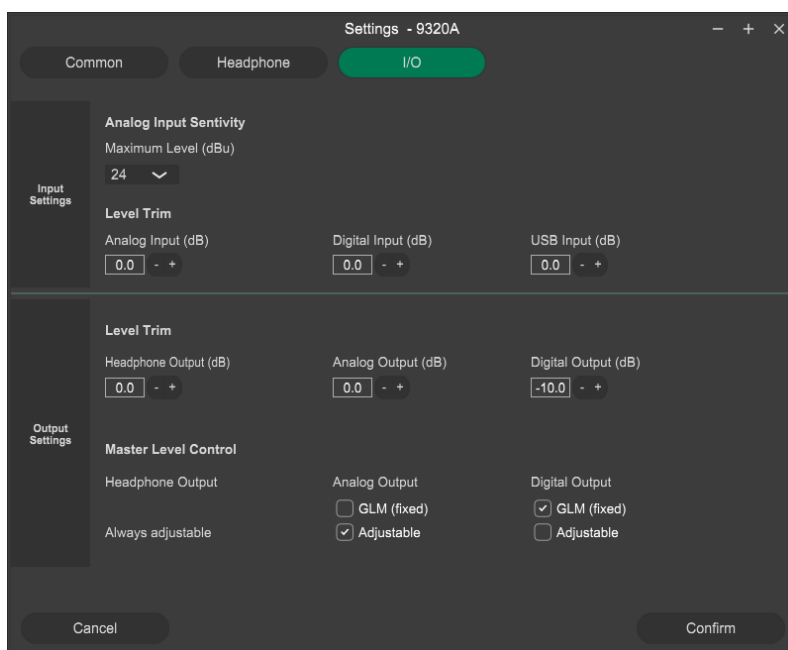 Settings - 9320A
Common Headphone I/O
Analog Input Sentivity
Maximum Level (dBu)
24
Input
Settings
Level Trim
Analog Input (dB) Digital Input (dB) USB Input (dB)
0.0 - + 0.0 - + 0.0 - +
Level Trim
Headphone Output (dB) Analog Output (dB) Digital Output (dB)
0.0 - + 0.0 - + -10.0 - +
Output
Settings
Master Level Control
Headphone Output Analog Output Digital Output
GLM (fixed) GLM (fixed)
Always adjustable Adjustable Adjustable
Cancel Confirm